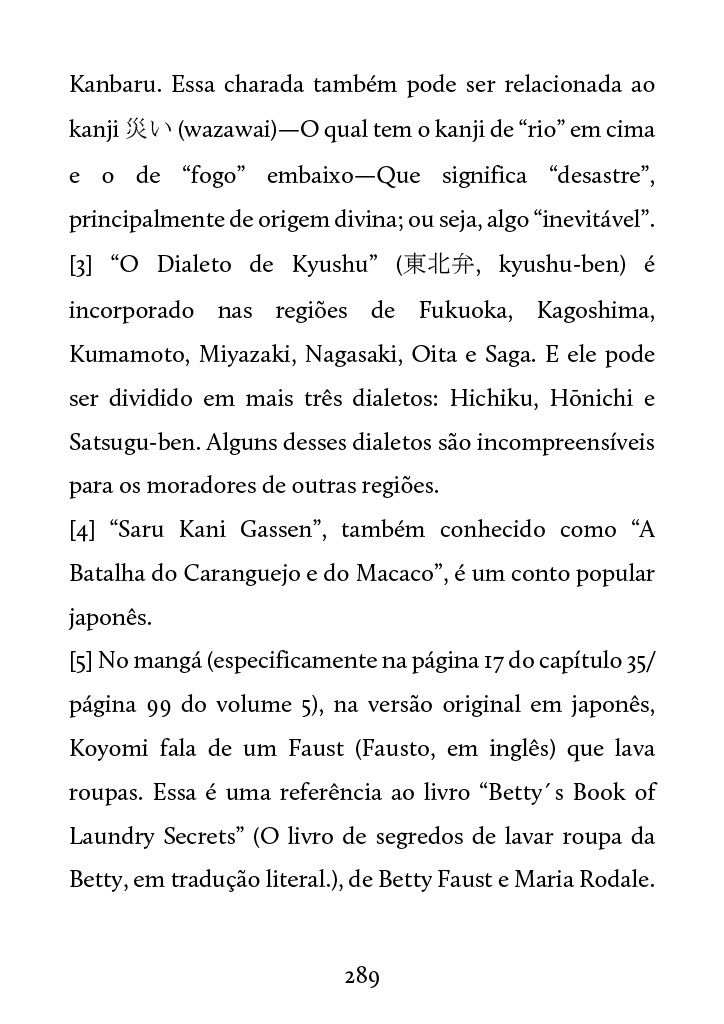 Kanbaru. Essa charada também pode ser relacionada ao
kanji 災い (wazawai)—O qual tem o kanji de “rio” em cima
e o de “fogo” embaixo—Que significa “desastre”,
principalmente de origem divina; ou seja, algo “inevitável”.
[3] “O Dialeto de Kyushu” (東北弁, kyushu-ben) é
incorporado nas regiões de Fukuoka, Kagoshima,
Kumamoto, Miyazaki, Nagasaki, Oita e Saga. E ele pode
ser dividido em mais três dialetos: Hichiku, Hōnichi e
Satsugu-ben. Alguns desses dialetos são incompreensíveis
para os moradores de outras regiões.
[4] “Saru Kani Gassen”, também conhecido como “A
Batalha do Caranguejo e do Macaco”, é um conto popular
japonês.
[5] No mangá (especificamente na página 17 do capítulo 35/
página 99 do volume 5), na versão original em japonês,
Koyomi fala de um Faust (Fausto, em inglês) que lava
roupas. Essa é uma referência ao livro “Betty´s Book of
Laundry Secrets” (O livro de segredos de lavar roupa da
Betty, em tradução literal.), de Betty Faust e Maria Rodale.
289